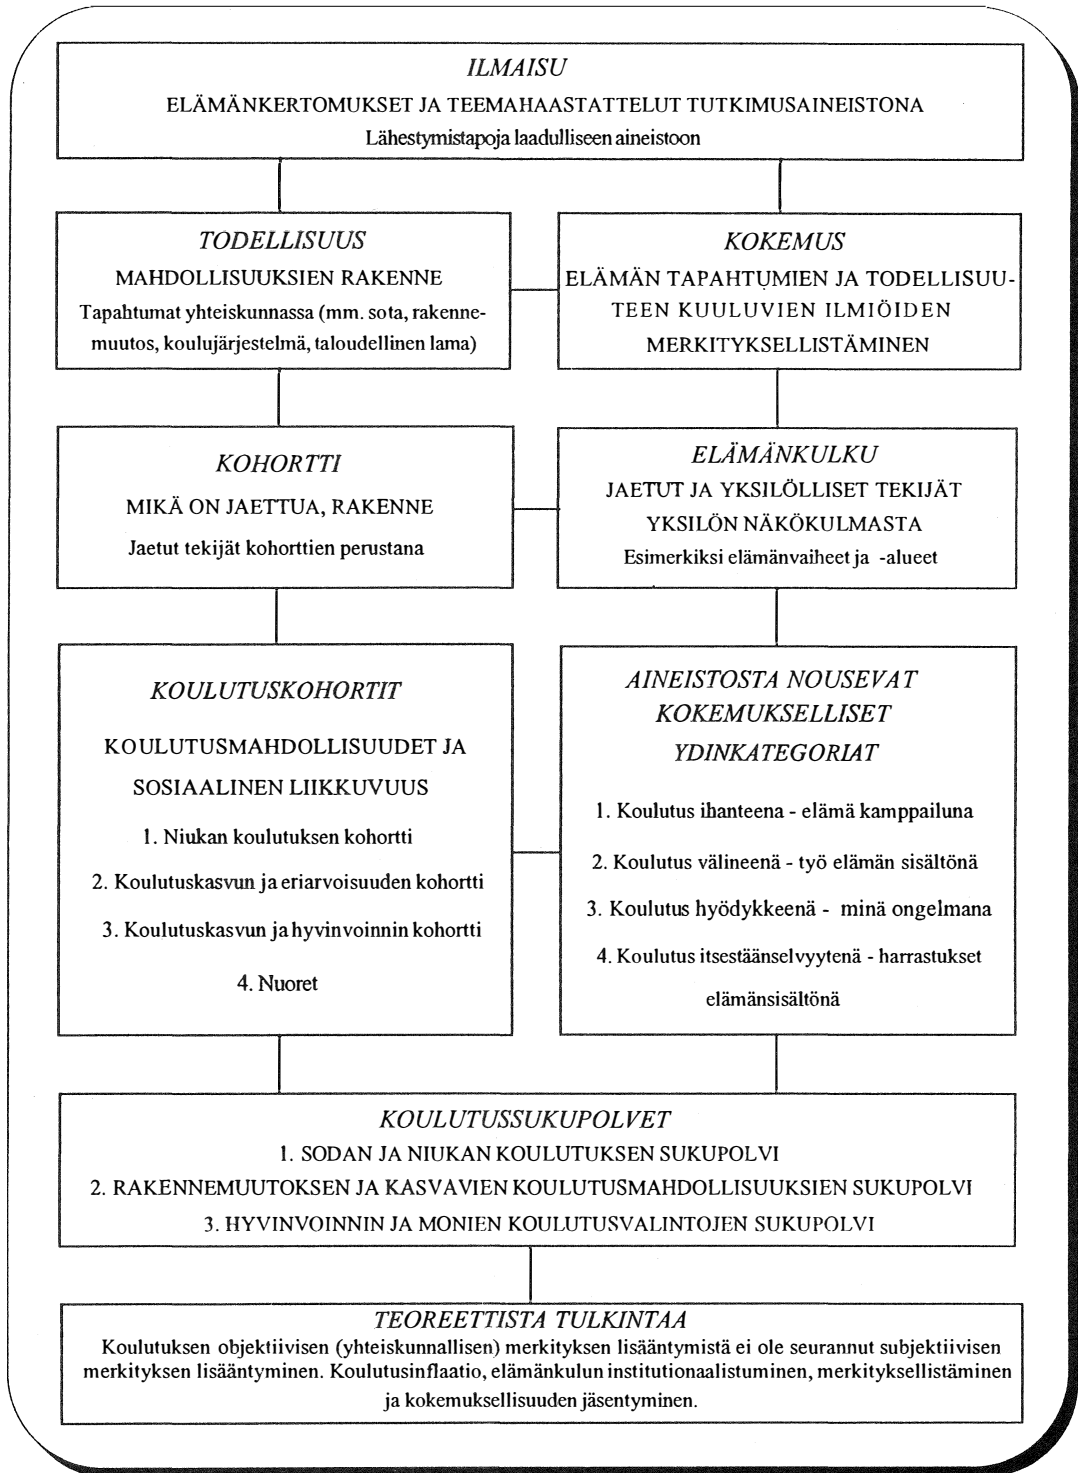 ILMAISU
ELÄMÄNKERTOMUKSET JA TEEMAHAASTATTELUT TUTKIMUSAINEISTONA
Lähestymistapoja laadulliseen aineistoon
TODELLISUUS
MAHDOLLISUUKSIEN RAKENNE
Tapahtumat yhteiskunnassa (mm. sota, rakenne-
muutos, koulujärjestelmä, taloudellinen lama)
KOKEMUS
ELÄMÄN TAPAHTUMIEN JA TODELLISUU-
TEEN KUULUVIEN ILMIÖIDEN
MERKITYKSELLISTÄMINEN
KOHORTTI
MIKÄ ON JAETTUA, RAKENNE
Jaetut tekijät kohorttien perustana
ELÄMÄNKULKU
JAETUT JA YKSILÖLLISET TEKIJÄT
YKSILÖN NÄKÖKULMASTA
Esimerkiksi elämänvaiheet ja -alueet
KOULUTUSKOHORTIT
KOULUTUSMAHDOLLISUUDET JA
SOSIAALINEN LIIKKUVUUS
1. Niukan koulutuksen kohortti
2. Koulutuskasvun ja eriarvoisuuden kohortti
3. Koulutuskasvun ja hyvinvoinnin kohortti
4. Nuoret
AINEISTOSTA NOUSEVAT
KOKEMUKSELLISET
YDINKATEGORIAT
1. Koulutus ihanteena - elämä kamppailuna
2. Koulutus välineenä - työ elämän sisältönä
3. Koulutus hyödykkeenä - minä ongelmana
4. Koulutus itsestäänselvyytenä - harrastukset
elämänsisältönä
KOULUTUSSUKUPOLVET
1. SODAN JA NIUKAN KOULUTUKSEN SUKUPOLVI
2. RAKENNEMUUTOKSEN JA KASVAVIEN KOULUTUSMAHDOLLISUUKSIEN SUKUPOLVI
3. HYVINVOINNIN JA MONIEN KOULUTUSVALINTOJEN SUKUPOLVI
TEOREETTISTA TULKINTAA
Koulutuksen objektiivisen (yhteiskunnallisen) merkityksen lisääntymistä ei ole seurannut subjektiivisen
merkityksen lisääntyminen. Koulutusinflaatio, elämänkulun institutionaalistuminen, merkityksellistäminen
ja kokemuksellisuuden jäsentyminen.